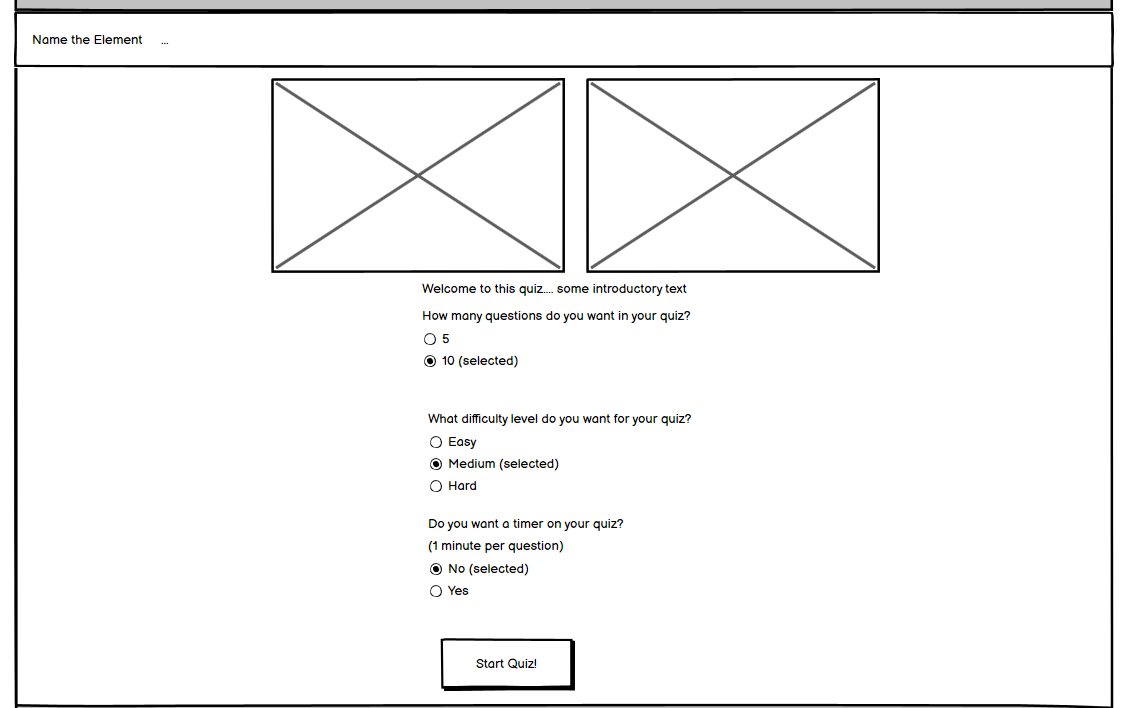 Name the Element ...
Welcome to this quiz.... some introductory text
How many questions do you want in your quiz?
5
10 (selected)
What difficulty level do you want for your quiz?
Easy
Medium (selected)
Hard
Do you want a timer on your quiz?
(1 minute per question)
No (selected)
Yes
Start Quiz!